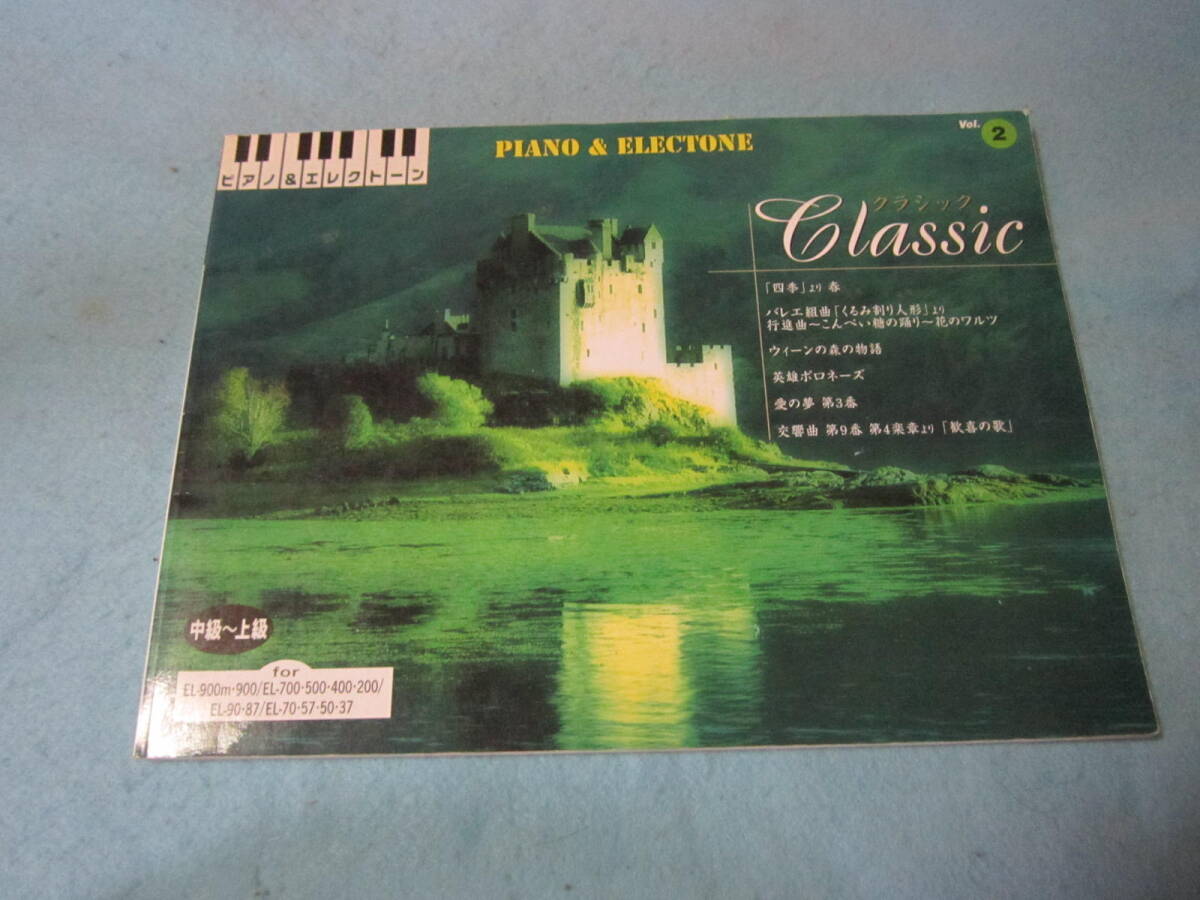 ピアノ&エレクトーン
PIANO & ELECTONE
Vol. 2
クラシック
Classic
「四季」より 春
バレエ組曲「くるみ割り人形」より
行進曲〜こんぺい糖の踊り〜花のワルツ
ウィーンの森の物語
英雄ポロネーズ
愛の夢 第3番
交響曲 第9番 第4楽章より「歓喜の歌」
中級〜上級
for
EL-900m・900/EL-700・500・400・200/
EL-90・87/EL-70・57・50・37